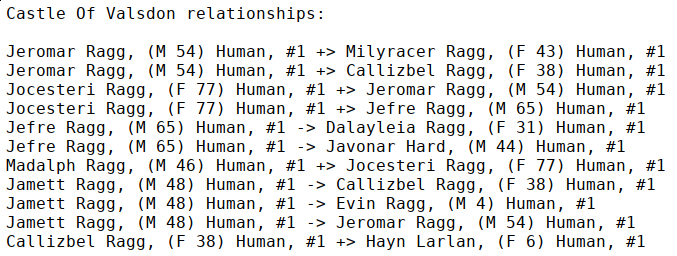 Castle Of Valsdon relationships:
Jeromar Ragg, (M 54) Human, #1 +> Milyracer Ragg, (F 43) Human, #1
Jeromar Ragg, (M 54) Human, #1 +> Callizbel Ragg, (F 38) Human, #1
Jocesteri Ragg, (F 77) Human, #1 +> Jeromar Ragg, (M 54) Human, #1
Jocesteri Ragg, (F 77) Human, #1 +> Jefre Ragg, (M 65) Human, #1
Jefre Ragg, (M 65) Human, #1 -> Dalayleia Ragg, (F 31) Human, #1
Jefre Ragg, (M 65) Human, #1 -> Javonar Hard, (M 44) Human, #1
Madalph Ragg, (M 46) Human, #1 +> Jocesteri Ragg, (F 77) Human, #1
Jamett Ragg, (M 48) Human, #1 -> Callizbel Ragg, (F 38) Human, #1
Jamett Ragg, (M 48) Human, #1 -> Evin Ragg, (M 4) Human, #1
Jamett Ragg, (M 48) Human, #1 -> Jeromar Ragg, (M 54) Human, #1
Callizbel Ragg, (F 38) Human, #1 +> Hayn Larlan, (F 6) Human, #1